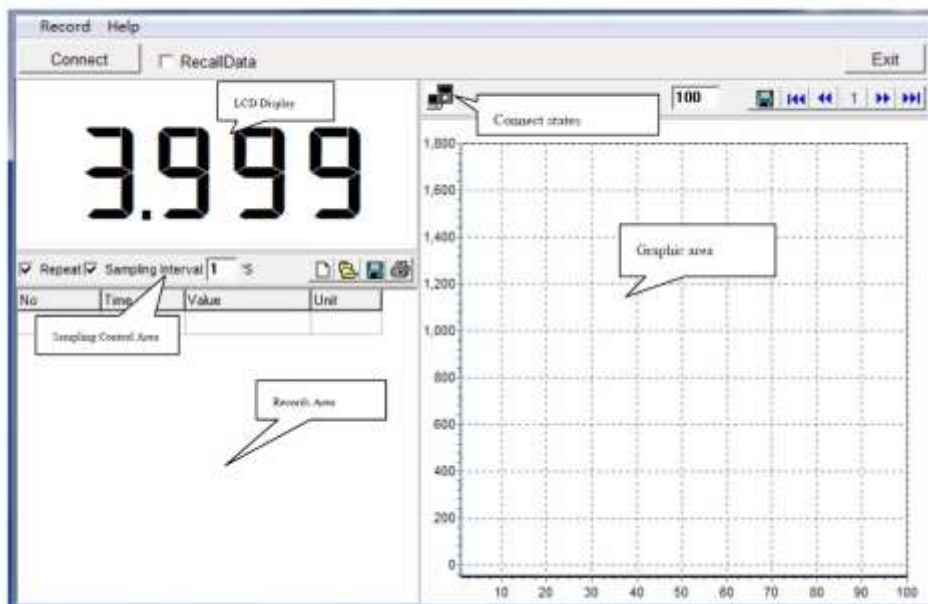 Record Help
Connect RecallData Exit
LCD Display
3.999
Repeat Sampling Interval 1 'S
No Time Value Unit
Sampling Control Area
Records Area
100 1
Connect states
Graphic area
1,800
1,600
1,400
1,200
1,000
800
600
400
200
0
10 20 30 40 50 60 70 80 90 100